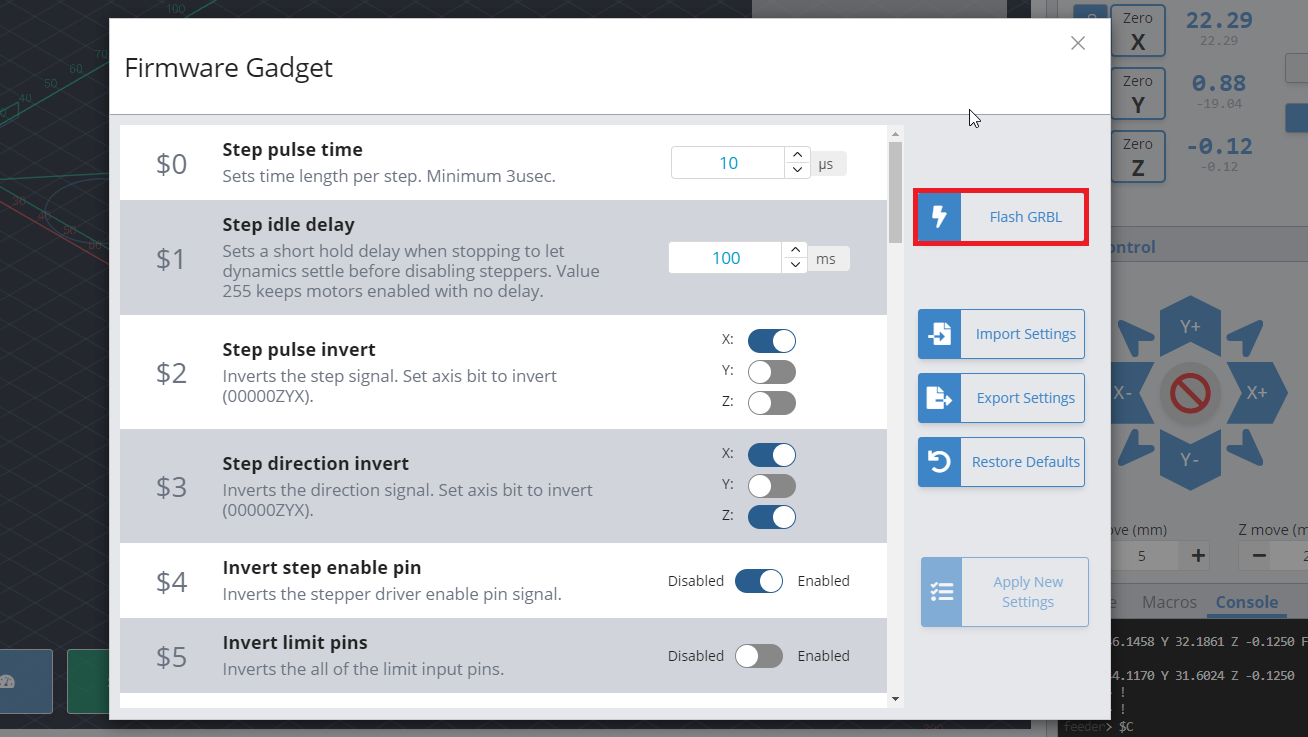 100
70
60
50
40
30
40
50
60
Firmware Gadget
$0
Step pulse time
Sets time length per step. Minimum 3usec.
10
µs
$1
Step idle delay
Sets a short hold delay when stopping to let
dynamics settle before disabling steppers. Value
255 keeps motors enabled with no delay.
100
ms
$2
Step pulse invert
Inverts the step signal. Set axis bit to invert
(00000ZYX).
X:
Y:
Z:
$3
Step direction invert
Inverts the direction signal. Set axis bit to invert
(00000ZYX).
X:
Y:
Z:
$4
Invert step enable pin
Inverts the stepper driver enable pin signal.
Disabled
Enabled
$5
Invert limit pins
Inverts the all of the limit input pins.
Disabled
Enabled
Flash GRBL
Import Settings
Export Settings
Restore Defaults
Apply New
Settings
Zero
X
22.29
22.29
Zero
Y
0.88
-19.04
Zero
Z
-0.12
-0.12
ontrol
Y+
X-
X+
Y-
ove (mm)
Z move (m
5
2
e
Macros
Console
6.1458 Y 32.1861 Z -0.1250 F
4.1170 Y 31.6024 Z -0.1250
!
!
feeder> $C